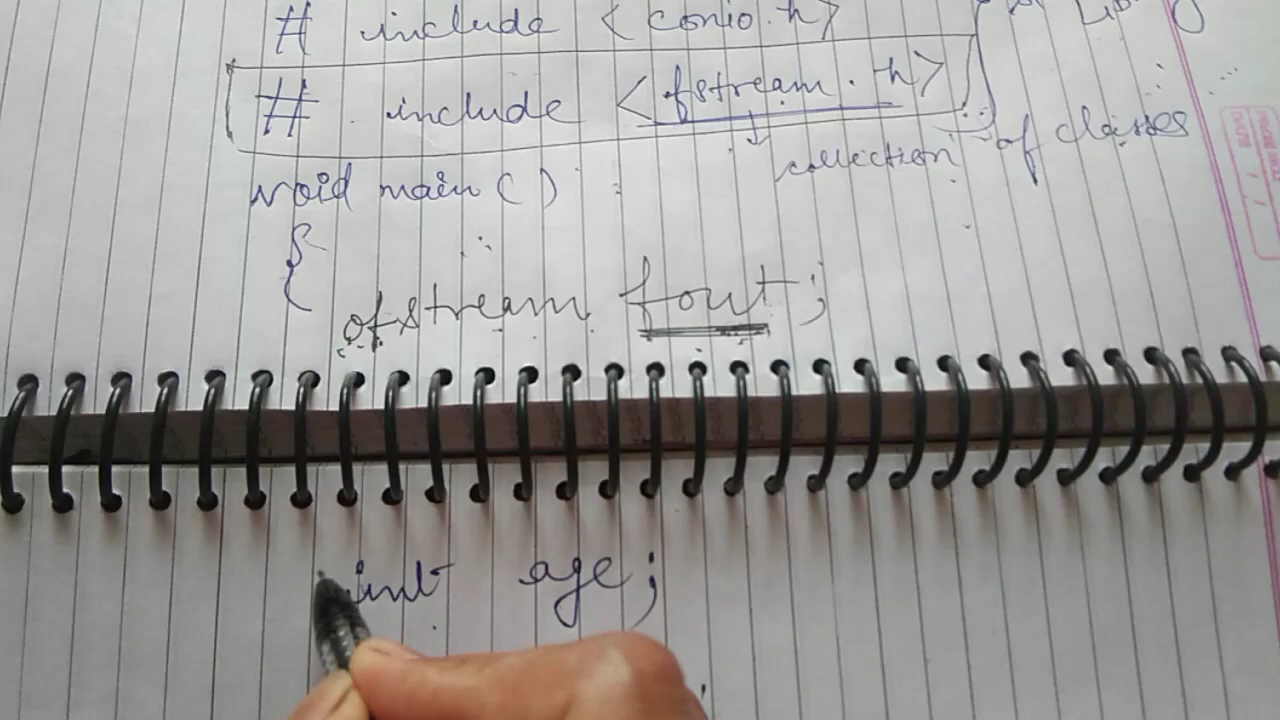 # include <conio.h>
# include <fstream.h>
collection of classes
void main ( )
{
ofstream fout;
int age;